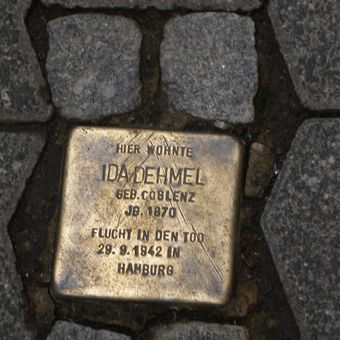 HIER WOHNTE
IDA DEHMEL
GEB. COBLENZ
JG. 1870
FLUCHT IN DEN TOD
29. 9. 1942 IN
HAMBURG